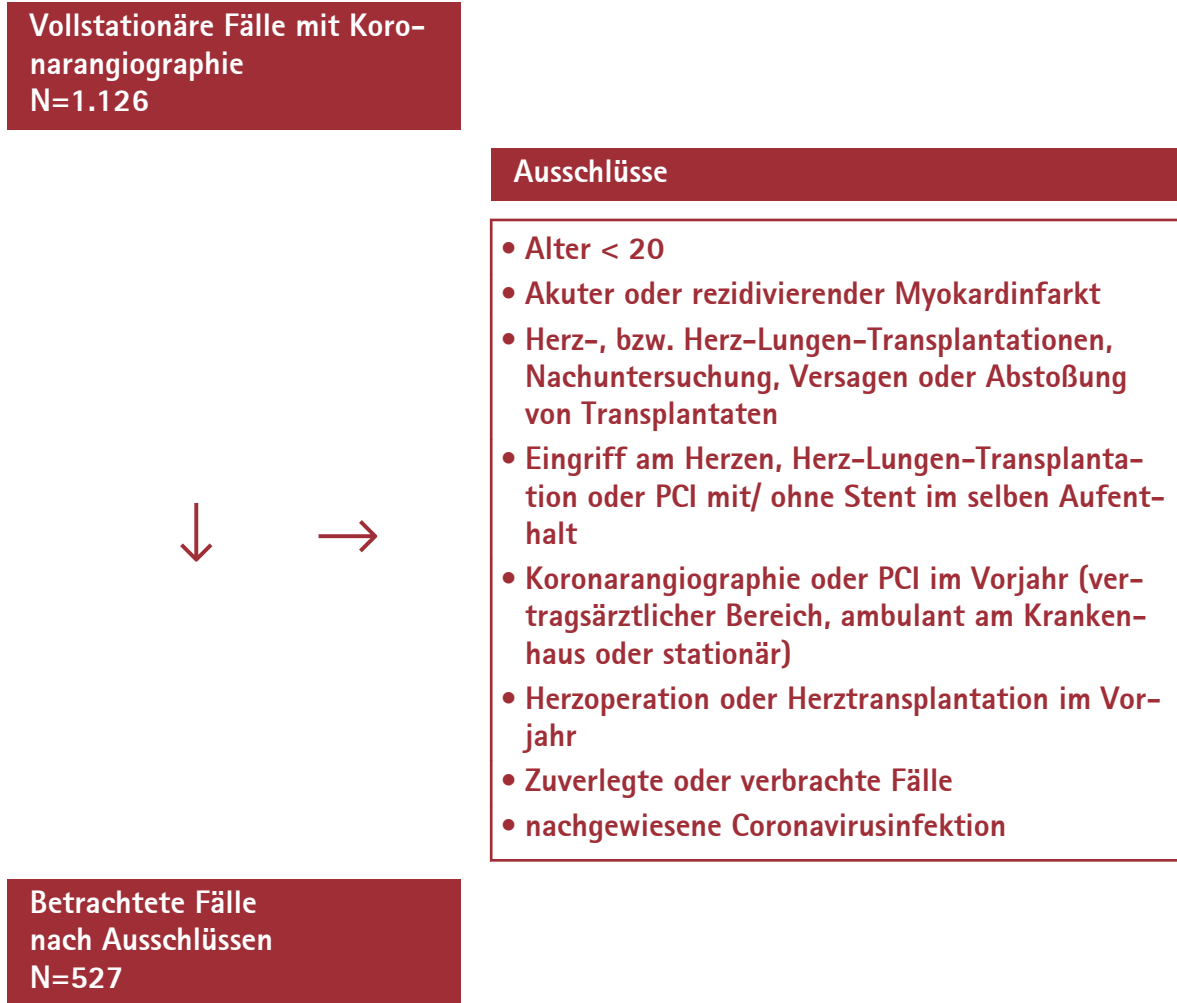 Vollstationäre Fälle mit Koro-
narangiographie
N=1.126
Ausschlüsse
• Alter < 20
• Akuter oder rezidivierender Myokardinfarkt
• Herz-, bzw. Herz-Lungen-Transplantationen,
Nachuntersuchung, Versagen oder Abstoßung
von Transplantaten
• Eingriff am Herzen, Herz-Lungen-Transplanta-
tion oder PCI mit/ ohne Stent im selben Aufent-
halt
• Koronarangiographie oder PCI im Vorjahr (ver-
tragsärztlicher Bereich, ambulant am Kranken-
haus oder stationär)
• Herzoperation oder Herztransplantation im Vor-
jahr
• Zuverlegte oder verbrachte Fälle
• nachgewiesene Coronavirusinfektion
Betrachtete Fälle
nach Ausschlüssen
N=527